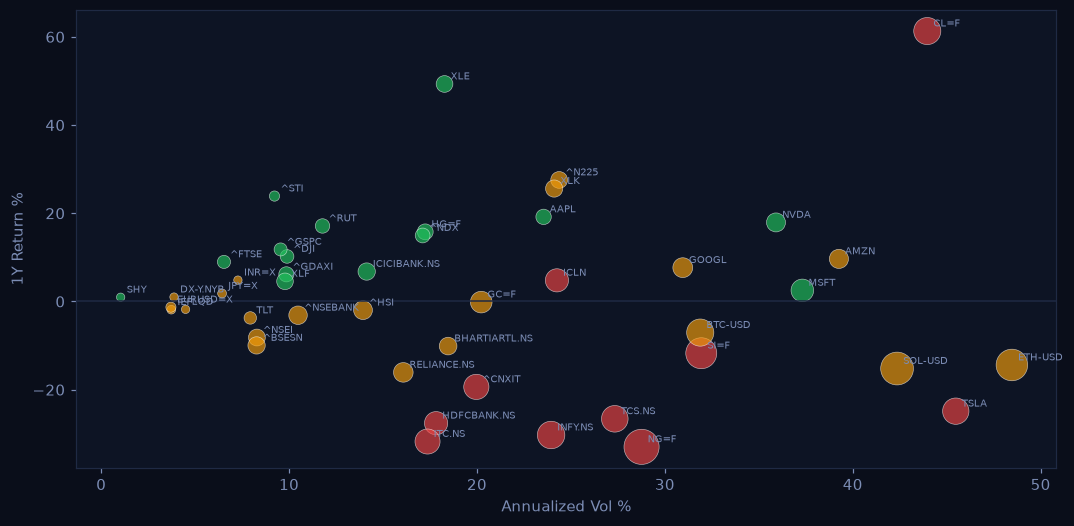 60
40
20
0
−20
1Y Return %
CL=F
XLE
^N225
XLK
^STI
AAPL
^RUT
HG=F
^NDX
NVDA
^GSPC
^DJI
^FTSE
AMZN
GOOGL
^GDAXI
XLF
ICICIBANK.NS
INR=X
ICLN
JPY=X
MSFT
SHY
DX-Y.NYB
EURUSD=X
LQD
GC=F
^HSI
^NSEBANK
TLT
^NSEI
^BSESN
BHARTIARTL.NS
BTC-USD
SI=F
RELIANCE.NS
^CNXIT
SOL-USD
ETH-USD
TSLA
HDFCBANK.NS
TCS.NS
INFY.NS
ITC.NS
NG=F
0
10
20
30
40
50
Annualized Vol %